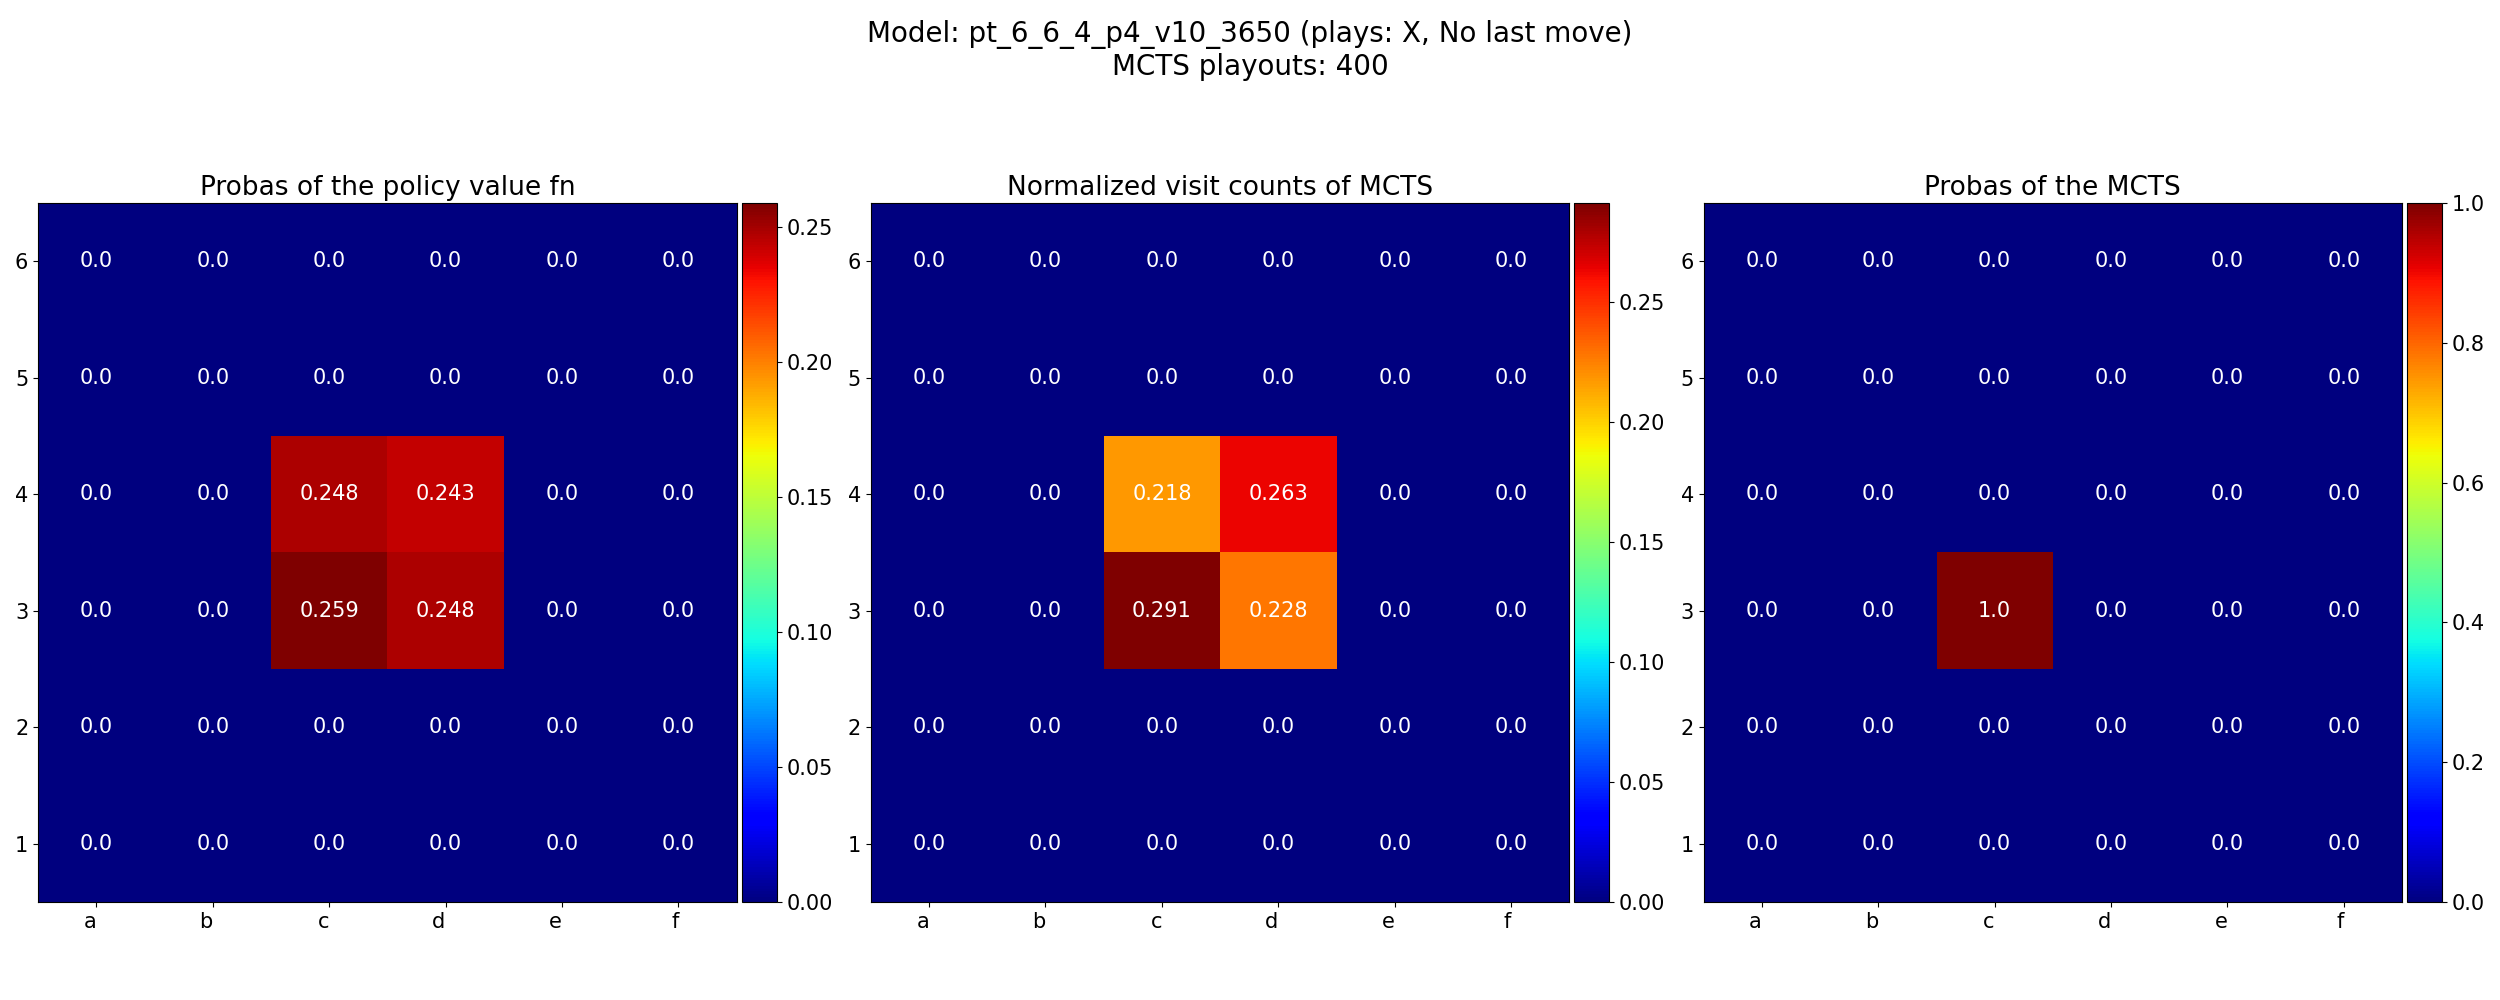 Model: pt_6_6_4_p4_v10_3650 (plays: X, No last move)
MCTS playouts: 400
Probas of the policy value fn
6 0.0 0.0 0.0 0.0 0.0 0.0
5 0.0 0.0 0.0 0.0 0.0 0.0
4 0.0 0.0 0.248 0.243 0.0 0.0
3 0.0 0.0 0.259 0.248 0.0 0.0
2 0.0 0.0 0.0 0.0 0.0 0.0
1 0.0 0.0 0.0 0.0 0.0 0.0
a b c d e f
0.25
0.20
0.15
0.10
0.05
0.00
Normalized visit counts of MCTS
6 0.0 0.0 0.0 0.0 0.0 0.0
5 0.0 0.0 0.0 0.0 0.0 0.0
4 0.0 0.0 0.218 0.263 0.0 0.0
3 0.0 0.0 0.291 0.228 0.0 0.0
2 0.0 0.0 0.0 0.0 0.0 0.0
1 0.0 0.0 0.0 0.0 0.0 0.0
a b c d e f
0.25
0.20
0.15
0.10
0.05
0.00
Probas of the MCTS
6 0.0 0.0 0.0 0.0 0.0 0.0
5 0.0 0.0 0.0 0.0 0.0 0.0
4 0.0 0.0 0.0 0.0 0.0 0.0
3 0.0 0.0 1.0 0.0 0.0 0.0
2 0.0 0.0 0.0 0.0 0.0 0.0
1 0.0 0.0 0.0 0.0 0.0 0.0
a b c d e f
1.0
0.8
0.6
0.4
0.2
0.0